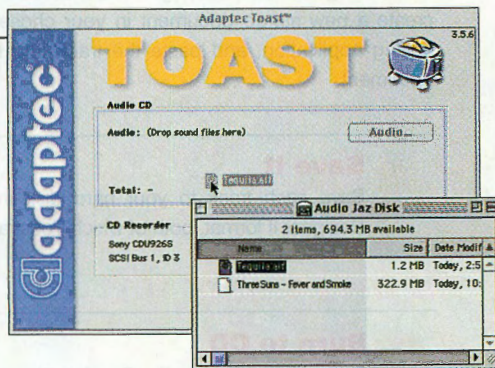 Adaptec Toast™
3.5.6
adaptec
TOAST
Audio CD
Audio: (Drop sound files here)
Audio...
Tequila.aif
Total: -
CD Recorder
Sony CDU926S
SCSI Bus 1, ID 3
Audio Jaz Disk
2 items, 694.3 MB available
Name Size Date Modif
Tequila.aif 1.2 MB Today, 2:5
Three Suns - Fever and Smoke 322.9 MB Today, 10: